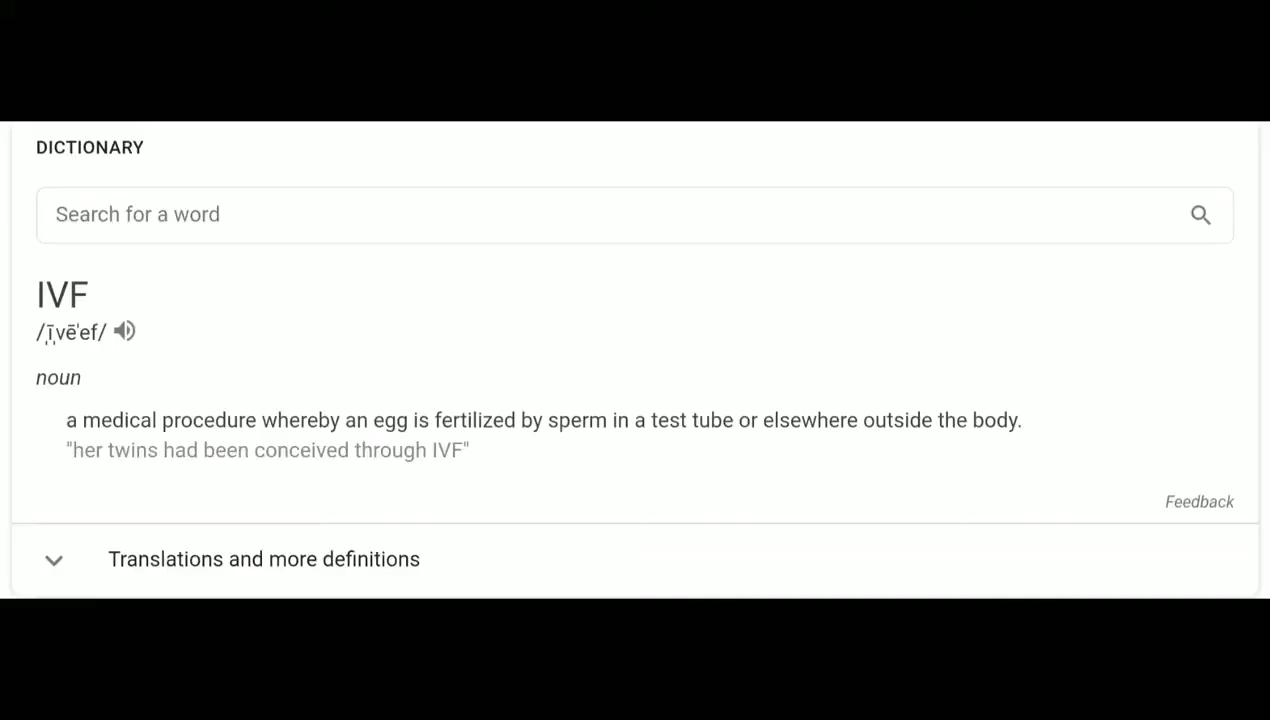 DICTIONARY
Search for a word
IVF
/ˌīˌvēˈef/
noun
a medical procedure whereby an egg is fertilized by sperm in a test tube or elsewhere outside the body.
"her twins had been conceived through IVF"
Feedback
Translations and more definitions